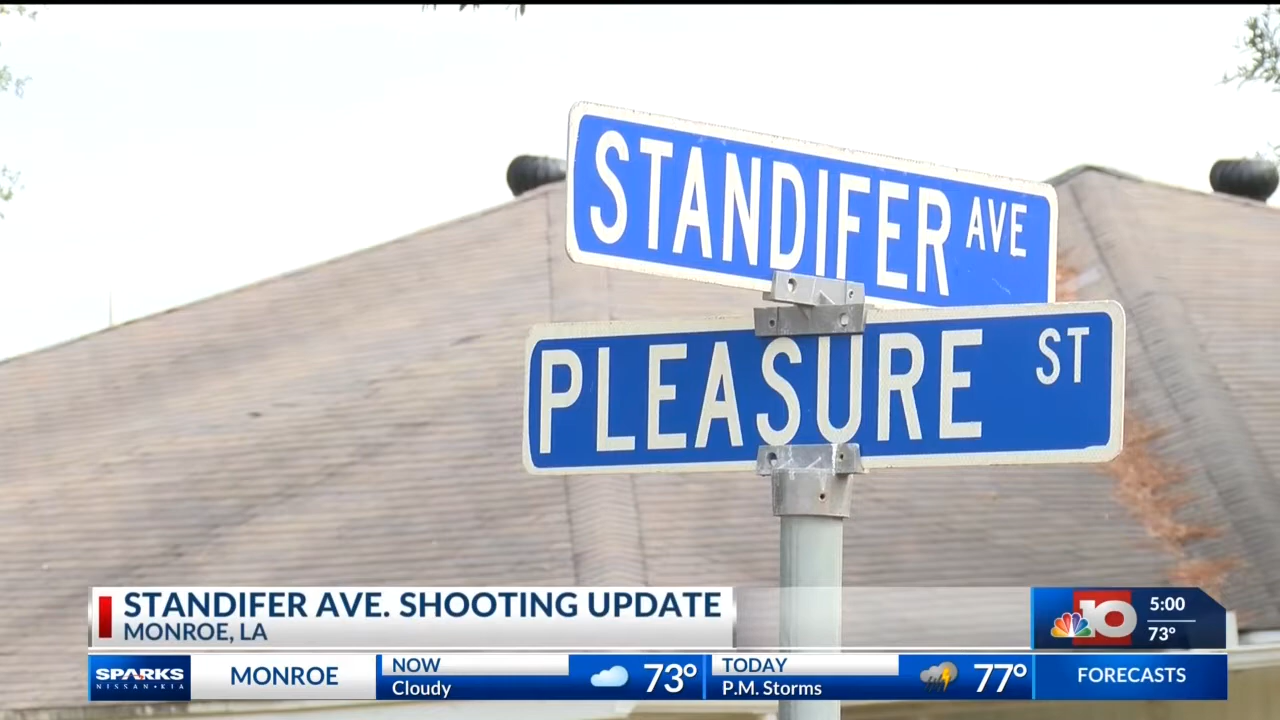 STANDIFER AVE
PLEASURE ST
STANDIFER AVE. SHOOTING UPDATE
MONROE, LA
10
5:00
73°
SPARKS
NISSAN•KIA
MONROE
NOW
Cloudy
73°
TODAY
P.M. Storms
77°
FORECASTS